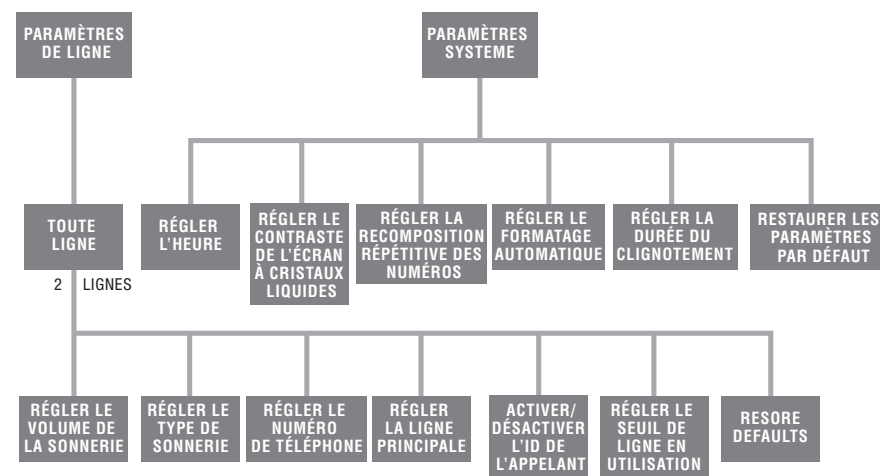 PARAMÈTRES
DE LIGNE
PARAMÈTRES
SYSTEME
TOUTE
LIGNE
RÉGLER
L'HEURE
RÉGLER LE
CONTRASTE
DE L'ÉCRAN
À CRISTAUX
LIQUIDES
RÉGLER LA
RECOMPOSITION
RÉPÉTITIVE DES
NUMÉROS
RÉGLER LE
FORMATAGE
AUTOMATIQUE
RÉGLER LA
DURÉE DU
CLIGNOTEMENT
RESTAURER LES
PARAMÈTRES
PAR DÉFAUT
2 LIGNES
RÉGLER LE
VOLUME DE
LA SONNERIE
RÉGLER LE
TYPE DE
SONNERIE
RÉGLER LE
NUMÉRO
DE TÉLÉPHONE
RÉGLER
LA LIGNE
PRINCIPALE
ACTIVER/
DÉSACTIVER
L'ID DE
L'APPELANT
RÉGLER LE
SEUIL DE
LIGNE EN
UTILISATION
RESORE
DEFAULTS